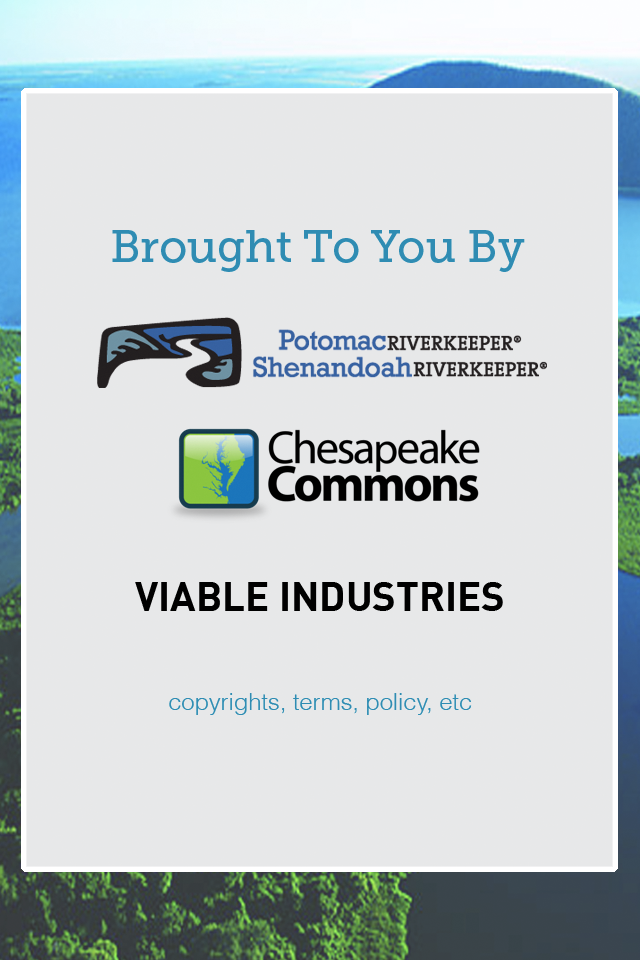 Brought To You By
PotomacRIVERKEEPER®
ShenandoahRIVERKEEPER®
Chesapeake
Commons
VIABLE INDUSTRIES
copyrights, terms, policy, etc